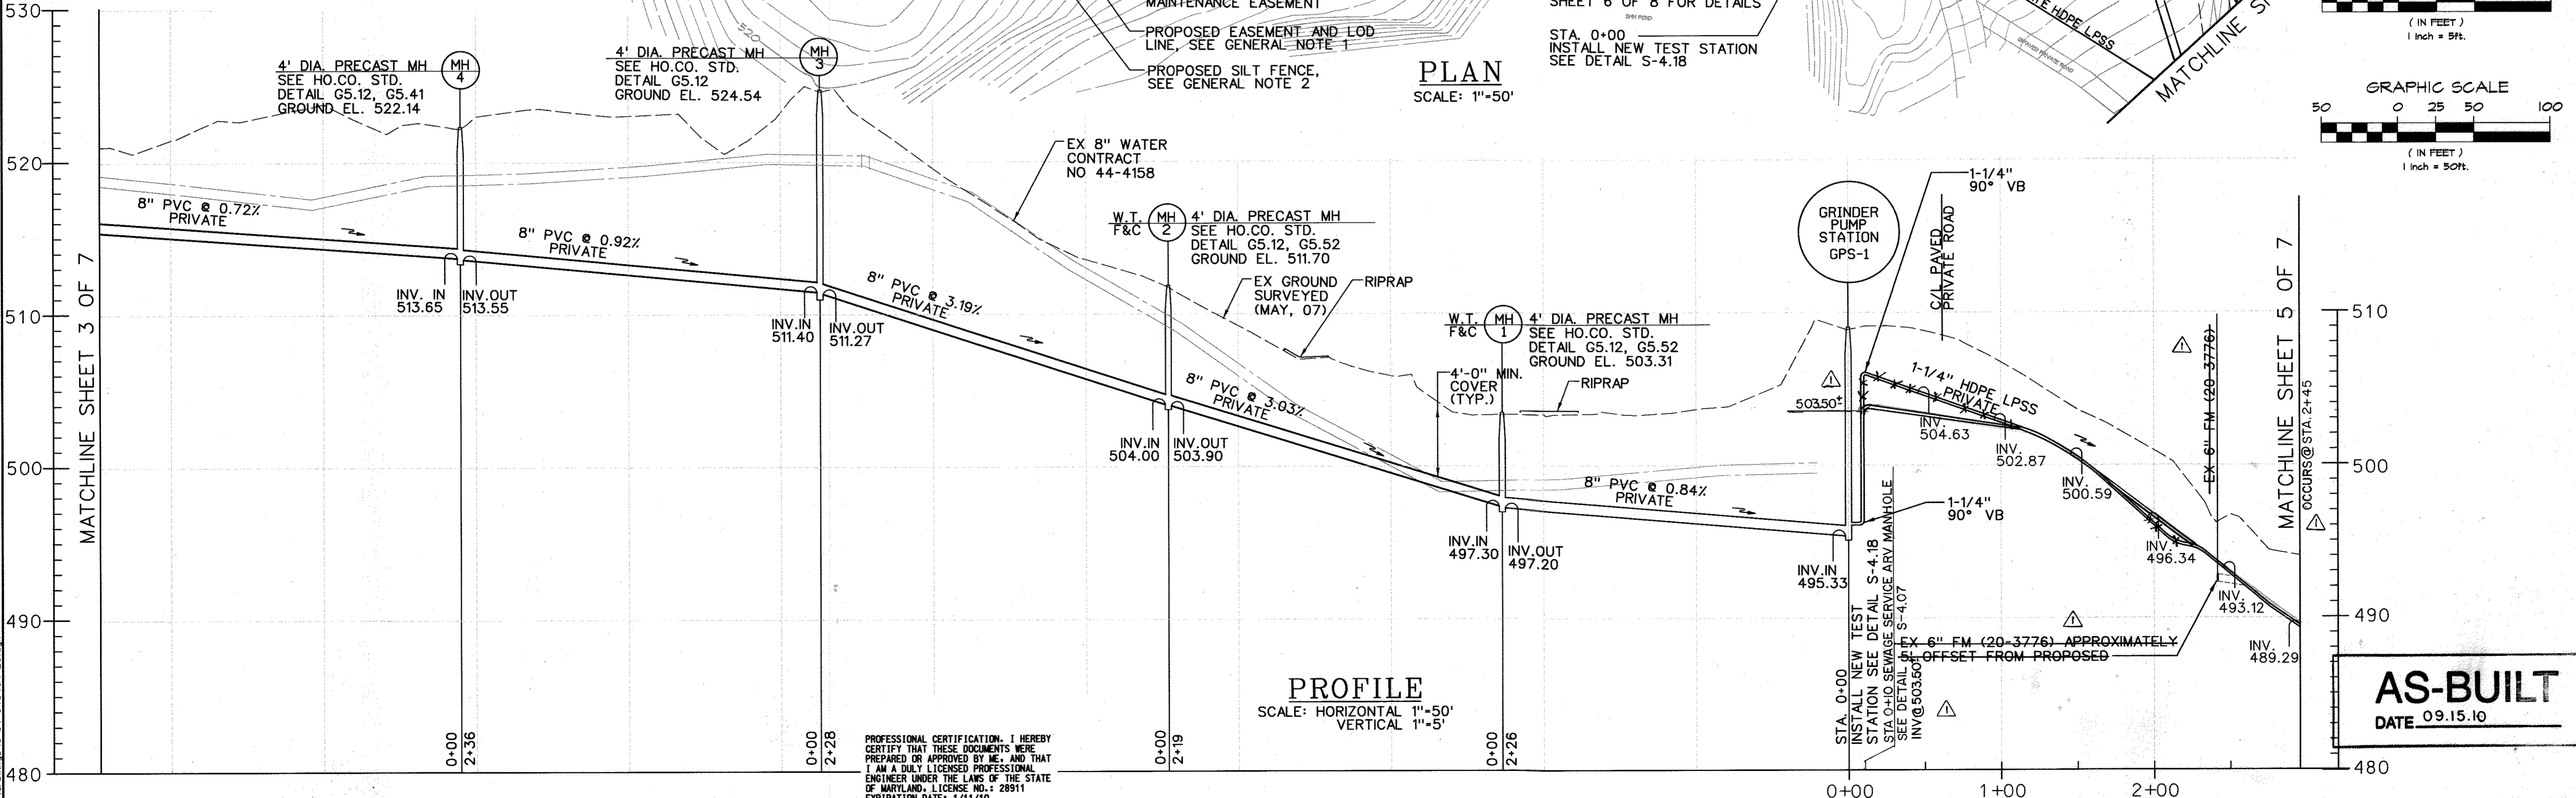 530
520
510
500
490
480
MATCHLINE SHEET 3 OF 7
4' DIA. PRECAST MH
SEE HO.CO. STD.
DETAIL G5.12, G5.41
GROUND EL. 522.14
MH
4
4' DIA. PRECAST MH
SEE HO.CO. STD.
DETAIL G5.12
GROUND EL. 524.54
MH
3
520
MAINTENANCE EASEMENT
PROPOSED EASEMENT AND LOD
LINE, SEE GENERAL NOTE 1
PROPOSED SILT FENCE,
SEE GENERAL NOTE 2
PLAN
SCALE: 1"=50'
SHEET 6 OF 8 FOR DETAILS
STA. 0+00
INSTALL NEW TEST STATION
SEE DETAIL S-4.18
HDPE LPSS
UNPAVED PRIVATE ROAD
MATCHLINE
( IN FEET )
1 inch = 5ft.
GRAPHIC SCALE
50 0 25 50 100
( IN FEET )
1 inch = 50ft.
EX 8" WATER
CONTRACT
NO 44-4158
8" PVC @ 0.72%
PRIVATE
8" PVC @ 0.92%
PRIVATE
8" PVC @ 3.19%
PRIVATE
8" PVC @ 3.03%
PRIVATE
8" PVC @ 0.84%
PRIVATE
W.T.
F&C
MH
2
4' DIA. PRECAST MH
SEE HO.CO. STD.
DETAIL G5.12, G5.52
GROUND EL. 511.70
EX GROUND
SURVEYED
(MAY, 07)
RIPRAP
W.T.
F&C
MH
1
4' DIA. PRECAST MH
SEE HO.CO. STD.
DETAIL G5.12, G5.52
GROUND EL. 503.31
4'-0" MIN.
COVER
(TYP.)
RIPRAP
INV. IN
513.65
INV.OUT
513.55
INV.IN
511.40
INV.OUT
511.27
INV.IN
504.00
INV.OUT
503.90
INV.IN
497.30
INV.OUT
497.20
INV.IN
495.33
GRINDER
PUMP
STATION
GPS-1
1-1/4"
90° VB
C/L PAVED
PRIVATE ROAD
1-1/4" HDPE LPSS
PRIVATE
503.50±
INV.
504.63
INV.
502.87
INV.
500.59
INV.
496.34
INV.
493.12
INV.
489.29
1-1/4"
90° VB
EX 6" FM (20-3776)
MATCHLINE SHEET 5 OF 7
OCCURS@STA.2+45
EX 6" FM (20-3776) APPROXIMATELY
5' OFFSET FROM PROPOSED
STA. 0+00
INSTALL NEW TEST
STATION SEE DETAIL S-4.18
STA 0+10 SEWAGE SERVICE ARV MANHOLE
SEE DETAIL S-4.07
INV@503.50±
510
500
490
480
PROFILE
SCALE: HORIZONTAL 1"=50'
VERTICAL 1"=5'
0+00
2+36
0+00
2+28
0+00
2+19
0+00
2+26
0+00
1+00
2+00
PROFESSIONAL CERTIFICATION. I HEREBY
CERTIFY THAT THESE DOCUMENTS WERE
PREPARED OR APPROVED BY ME, AND THAT
I AM A DULY LICENSED PROFESSIONAL
ENGINEER UNDER THE LAWS OF THE STATE
OF MARYLAND, LICENSE NO.: 28911
EXPIRATION DATE: 1/11/10
AS-BUILT
DATE 09.15.10